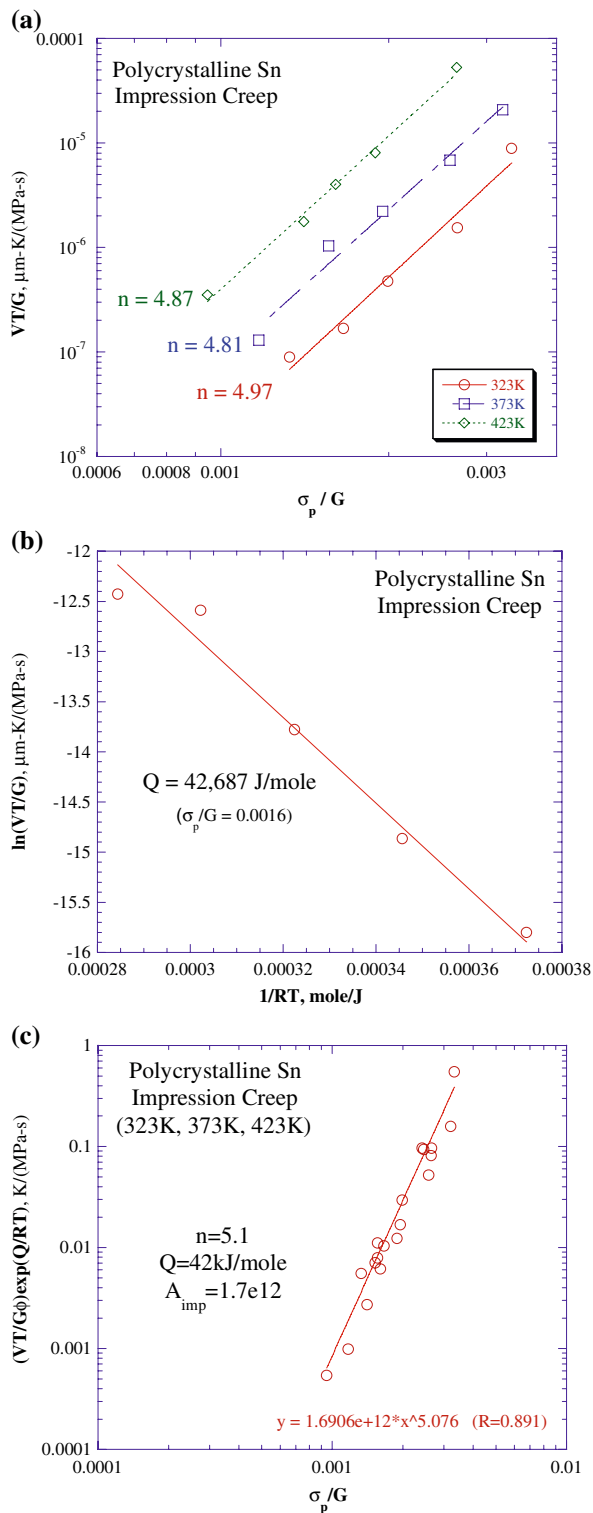 (a)
0.0001
Polycrystalline Sn
Impression Creep
10^-5
VT/G, μm-K/(MPa-s)
10^-6
n = 4.87
n = 4.81
10^-7
n = 4.97
323K
373K
423K
10^-8
0.0006 0.0008 0.001 0.003
σ_p / G
(b)
-12
Polycrystalline Sn
Impression Creep
-12.5
-13
-13.5
ln(VT/G), μm-K/(MPa-s)
-14
Q = 42,687 J/mole
-14.5
(σ_p/G = 0.0016)
-15
-15.5
-16
0.00028 0.0003 0.00032 0.00034 0.00036 0.00038
1/RT, mole/J
(c)
1
Polycrystalline Sn
Impression Creep
(323K, 373K, 423K)
0.1
(VT/Gϕ)exp(Q/RT), K/(MPa-s)
n=5.1
0.01
Q=42kJ/mole
A_imp=1.7e12
0.001
y = 1.6906e+12*x^5.076 (R=0.891)
0.0001
0.0001 0.001 0.01
σ_p/G